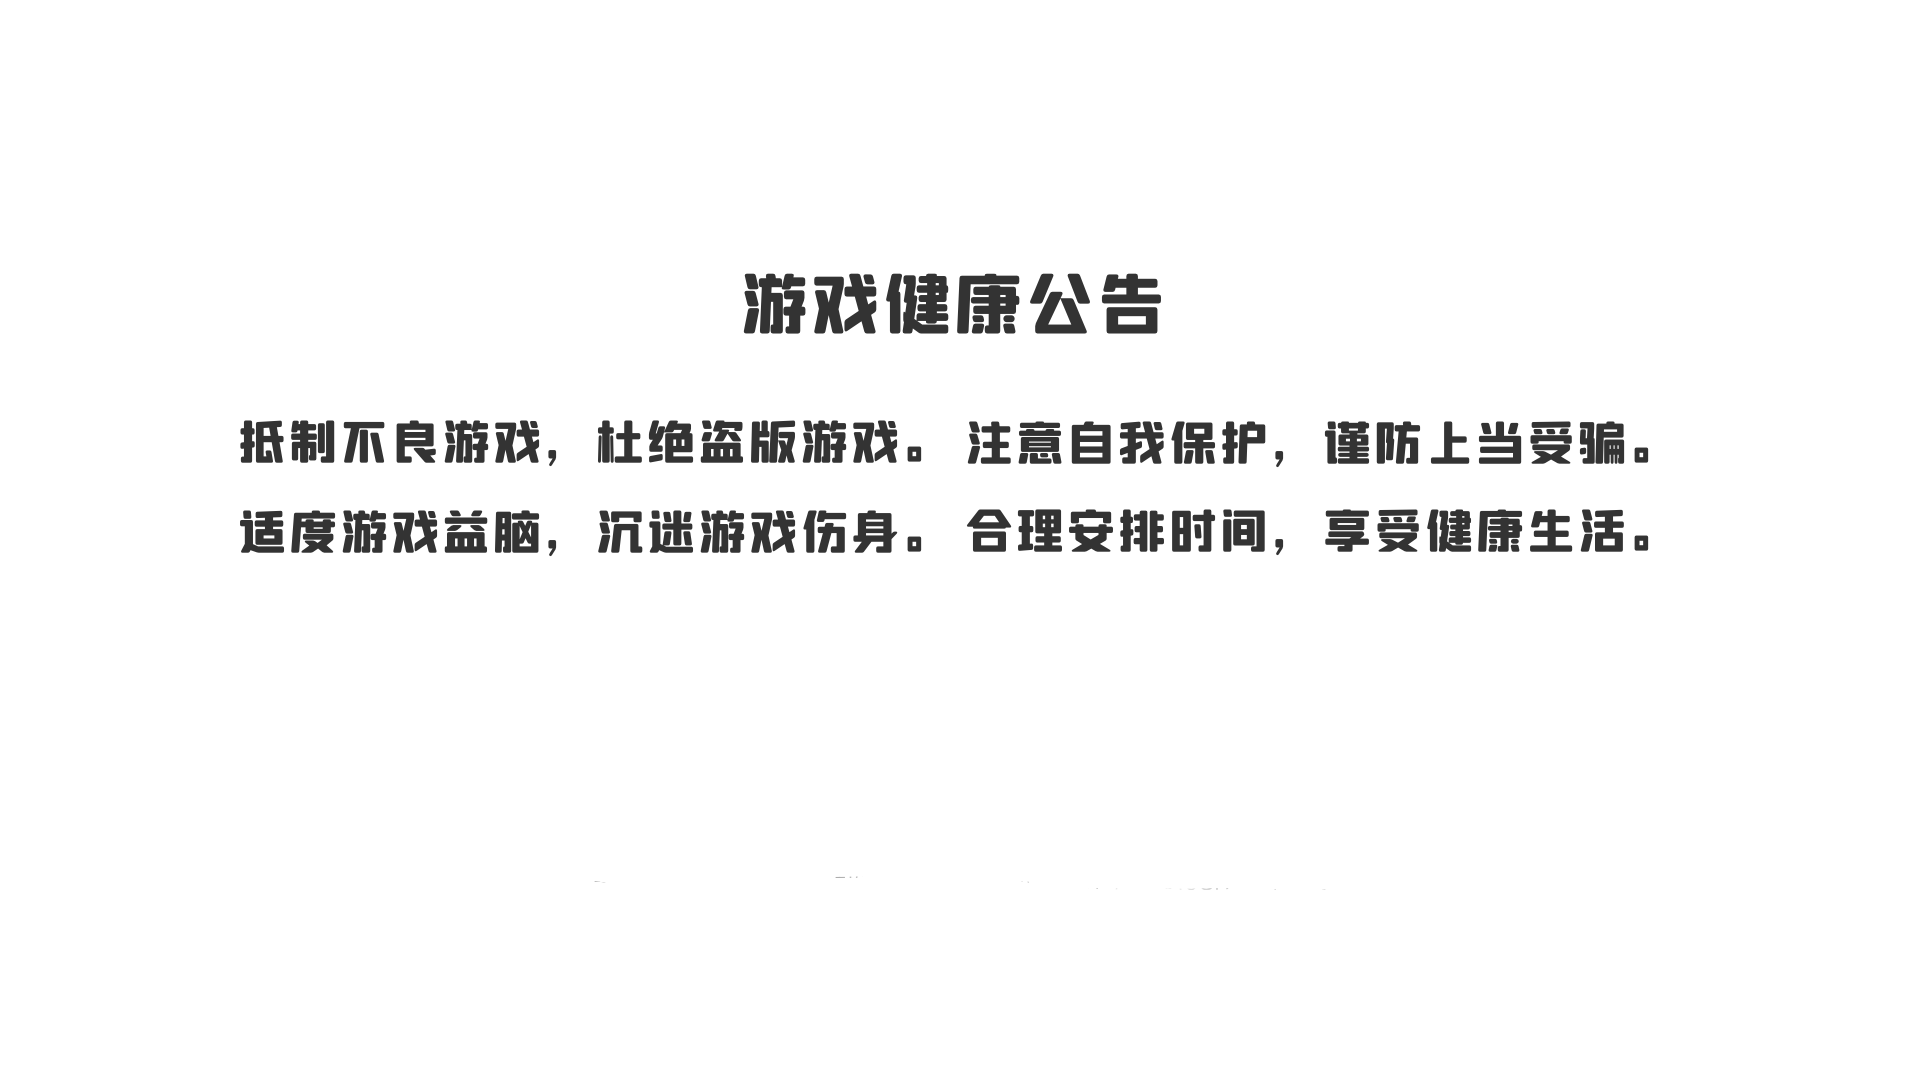 游戏健康公告
抵制不良游戏，杜绝盗版游戏。注意自我保护，谨防上当受骗。
适度游戏益脑，沉迷游戏伤身。合理安排时间，享受健康生活。